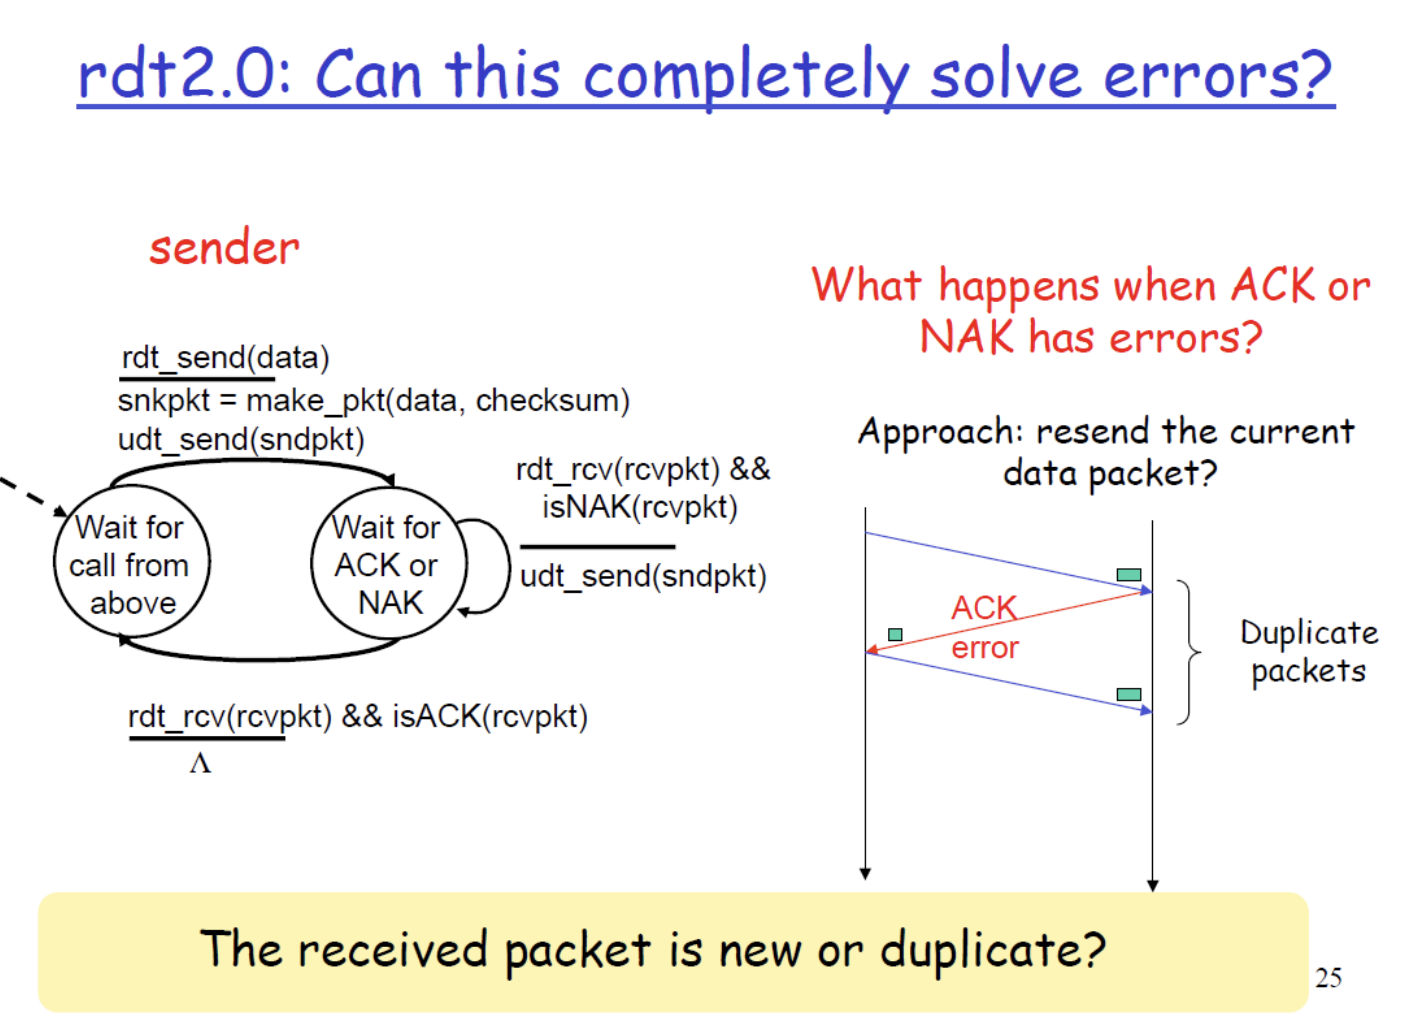 rdt2.0: Can this completely solve errors?
sender
rdt_send(data)
snkpkt = make_pkt(data, checksum)
udt_send(sndpkt)
Wait for
call from
above
Wait for
ACK or
NAK
rdt_rcv(rcvpkt) &&
isNAK(rcvpkt)
udt_send(sndpkt)
rdt_rcv(rcvpkt) && isACK(rcvpkt)
Λ
What happens when ACK or
NAK has errors?
Approach: resend the current
data packet?
ACK
error
Duplicate
packets
The received packet is new or duplicate?
25